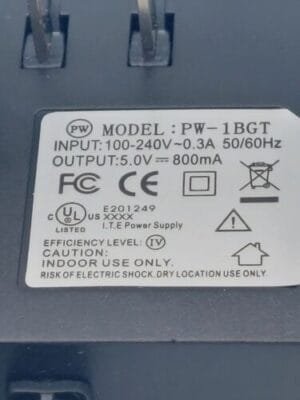 PW MODEL : PW-1BGT
INPUT: 100-240V~0.3A 50/60Hz
OUTPUT: 5.0V⎓800mA
FC CE
E201249
C UL US XXXX
LISTED I.T.E Power Supply
EFFICIENCY LEVEL: IV
CAUTION:
INDOOR USE ONLY.
RISK OF ELECTRIC SHOCK. DRY LOCATION USE ONLY.